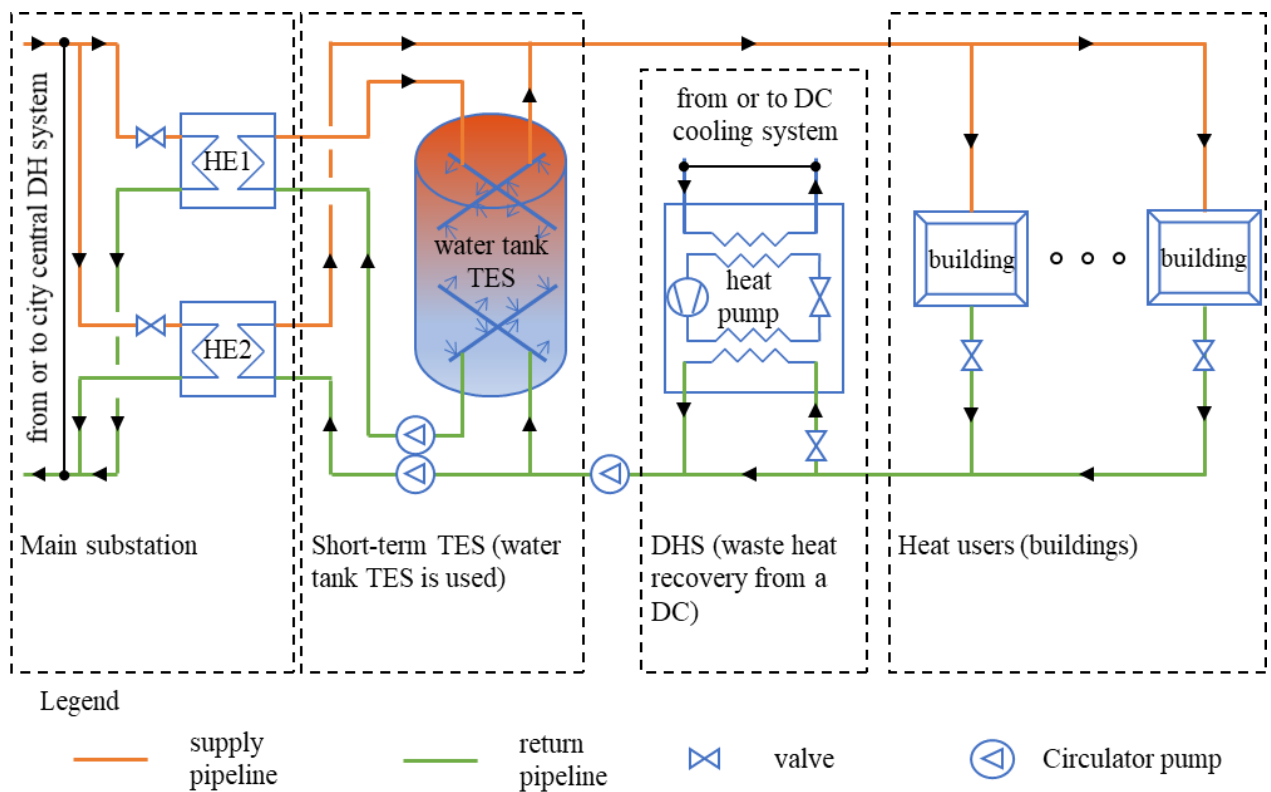 from or to city central DH system
HE1
HE2
water tank
TES
from or to DC
cooling system
heat
pump
building
building
Main substation
Short-term TES (water
tank TES is used)
DHS (waste heat
recovery from a
DC)
Heat users (buildings)
Legend
supply
pipeline
return
pipeline
valve
Circulator pump